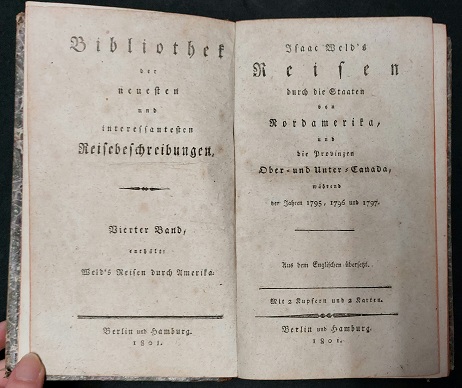 Bibliothek
der
neuesten
und
interessantesten
Reisebeschreibungen.
Vierter Band,
enthält:
Weld's Reisen durch Amerika.
Berlin und Hamburg.
1801.
Isaac Weld's
Reisen
durch die Staaten
von
Nordamerika,
und
die Provinzen
Ober- und Unter-Canada,
während
der Jahren 1795, 1796 und 1797.
Aus dem Englischen übersetzt.
Mit 2 Kupfern und 2 Karten.
Berlin und Hamburg.
1801.